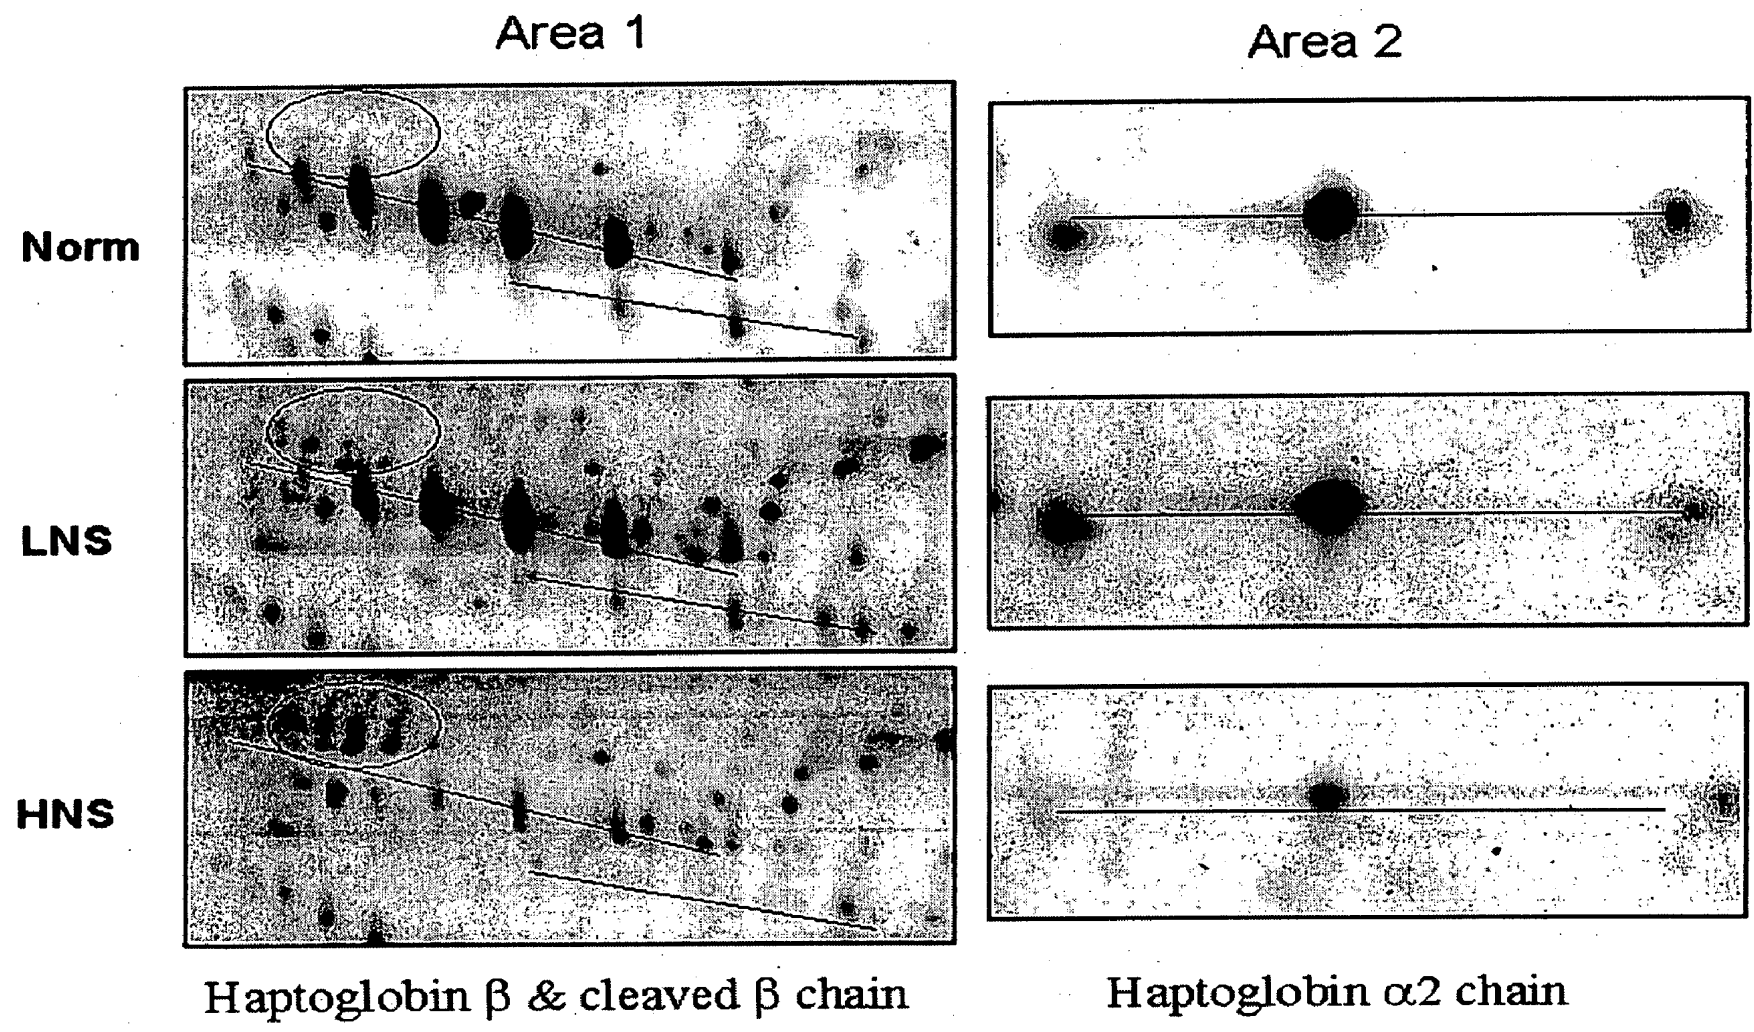 Area 1
Area 2
Norm
LNS
HNS
Haptoglobin β & cleaved β chain
Haptoglobin α2 chain